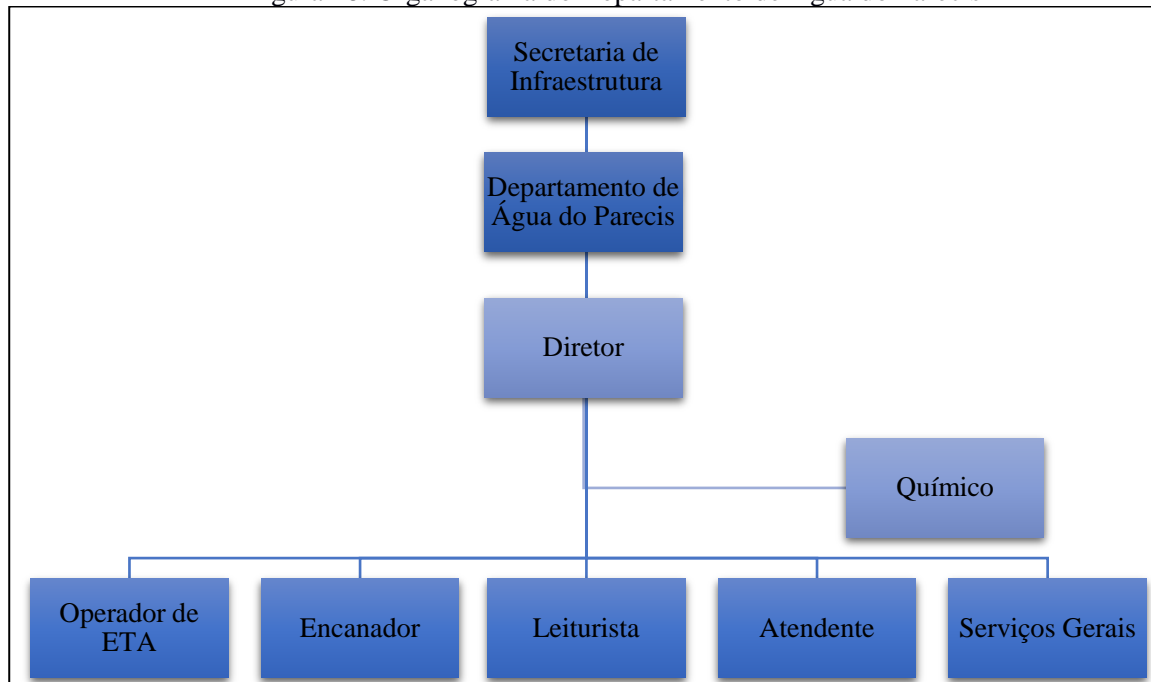 Secretaria de
Infraestrutura
Departamento de
Água do Parecis
Diretor
Químico
Operador de
ETA
Encanador
Leiturista
Atendente
Serviços Gerais